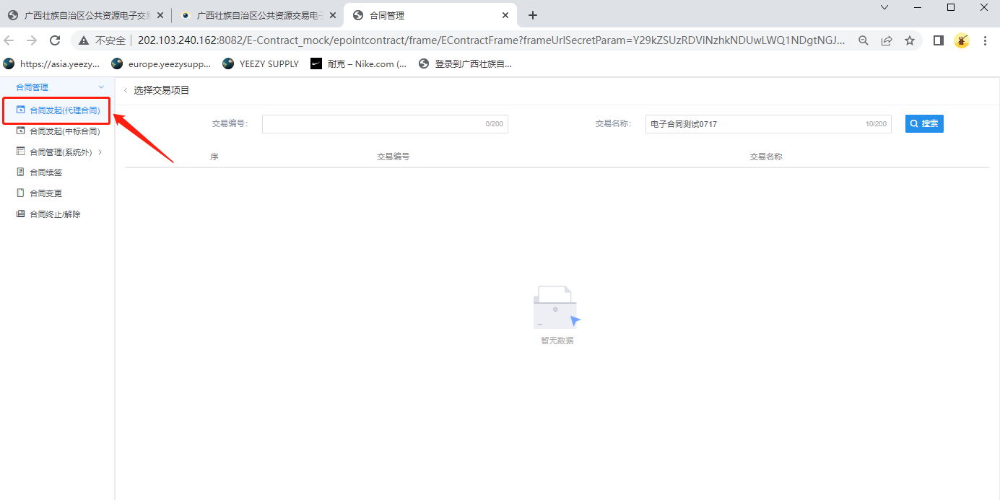 广西壮族自治区公共资源电子交易
广西壮族自治区公共资源交易电子
合同管理
不安全
202.103.240.162:8082/E-Contract_mock/epointcontract/frame/EContractFrame?frameUrlSecretParam=Y29kZSUzRDViNzhkNDUwLWQ1NDgtNGJ...
https://asia.yeezy...
europe.yeezysupp...
YEEZY SUPPLY
耐克 – Nike.com (...
登录到广西壮族自...
合同管理
选择交易项目
合同发起(代理合同)
合同发起(中标合同)
合同管理(系统外)
合同续签
合同变更
合同终止/解除
交易编号:
0/200
交易名称:
电子合同测试0717
10/200
搜索
序
交易编号
交易名称
暂无数据